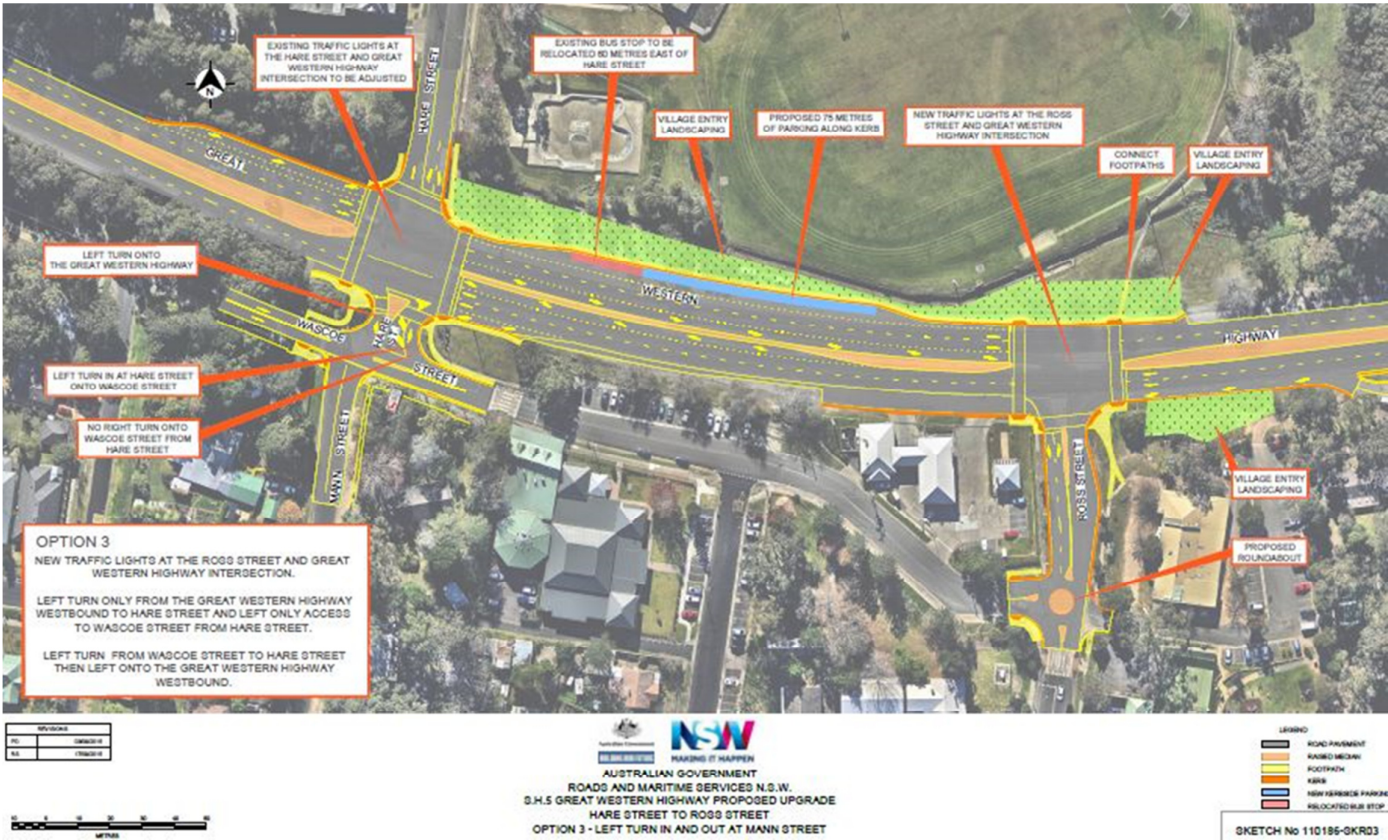 EXISTING TRAFFIC LIGHTS AT
THE HARE STREET AND GREAT
WESTERN HIGHWAY
INTERSECTION TO BE ADJUSTED
HARE STREET
EXISTING BUS STOP TO BE
RELOCATED 60 METRES EAST OF
HARE STREET
VILLAGE ENTRY
LANDSCAPING
PROPOSED 75 METRES
OF PARKING ALONG KERB
NEW TRAFFIC LIGHTS AT THE ROSS
STREET AND GREAT WESTERN
HIGHWAY INTERSECTION
CONNECT
FOOTPATHS
VILLAGE ENTRY
LANDSCAPING
N
GREAT
WESTERN
HIGHWAY
LEFT TURN ONTO
THE GREAT WESTERN HIGHWAY
WASCOE
STREET
HARE
ST
LEFT TURN IN AT HARE STREET
ONTO WASCOE STREET
NO RIGHT TURN ONTO
WASCOE STREET FROM
HARE STREET
MANN STREET
ROSS STREET
VILLAGE ENTRY
LANDSCAPING
PROPOSED
ROUNDABOUT
OPTION 3
NEW TRAFFIC LIGHTS AT THE ROSS STREET AND GREAT
WESTERN HIGHWAY INTERSECTION.
LEFT TURN ONLY FROM THE GREAT WESTERN HIGHWAY
WESTBOUND TO HARE STREET AND LEFT ONLY ACCESS
TO WASCOE STREET FROM HARE STREET.
LEFT TURN FROM WASCOE STREET TO HARE STREET
THEN LEFT ONTO THE GREAT WESTERN HIGHWAY
WESTBOUND.
REVISIONS
METRES
Australian Government
NSW
MAKING IT HAPPEN
AUSTRALIAN GOVERNMENT
ROADS AND MARITIME SERVICES N.S.W.
S.H.5 GREAT WESTERN HIGHWAY PROPOSED UPGRADE
HARE STREET TO ROSS STREET
OPTION 3 - LEFT TURN IN AND OUT AT MANN STREET
LEGEND
ROAD PAVEMENT
RAISED MEDIAN
FOOTPATH
KERB
NEW KERBSIDE PARKING
RELOCATED BUS STOP
SKETCH No 110186-SKR03